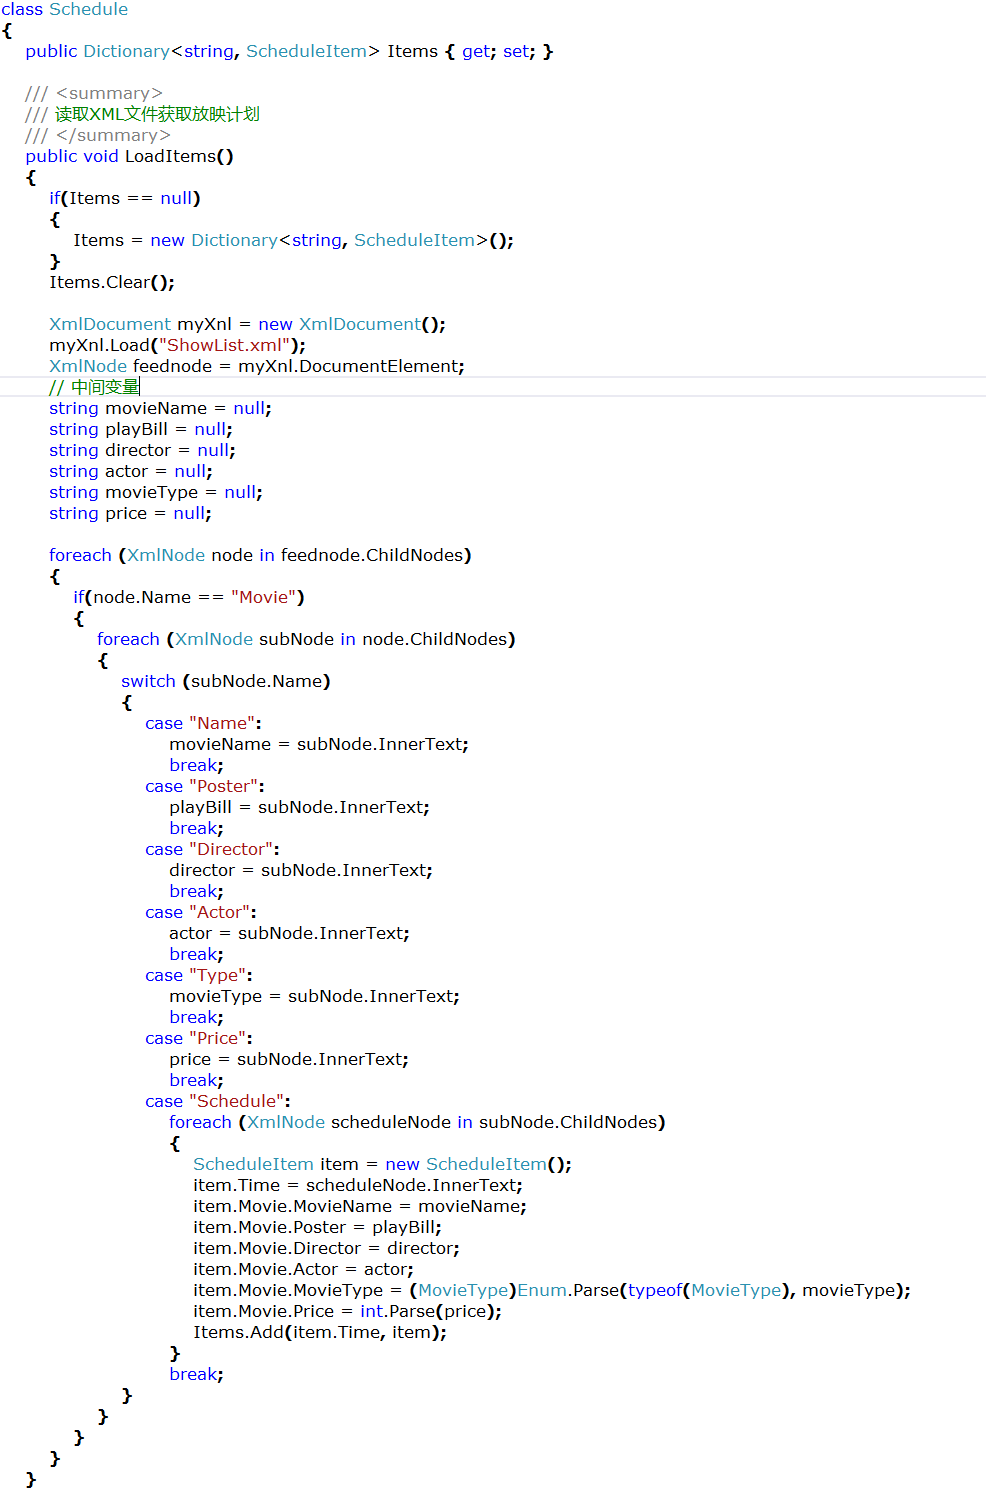 class Schedule
{
public Dictionary<string, ScheduleItem> Items { get; set; }
/// <summary>
/// 读取XML文件获取放映计划
/// </summary>
public void LoadItems()
{
if(Items == null)
{
Items = new Dictionary<string, ScheduleItem>();
}
Items.Clear();
XmlDocument myXnl = new XmlDocument();
myXnl.Load("ShowList.xml");
XmlNode feednode = myXnl.DocumentElement;
// 中间变量
string movieName = null;
string playBill = null;
string director = null;
string actor = null;
string movieType = null;
string price = null;
foreach (XmlNode node in feednode.ChildNodes)
{
if(node.Name == "Movie")
{
foreach (XmlNode subNode in node.ChildNodes)
{
switch (subNode.Name)
{
case "Name":
movieName = subNode.InnerText;
break;
case "Poster":
playBill = subNode.InnerText;
break;
case "Director":
director = subNode.InnerText;
break;
case "Actor":
actor = subNode.InnerText;
break;
case "Type":
movieType = subNode.InnerText;
break;
case "Price":
price = subNode.InnerText;
break;
case "Schedule":
foreach (XmlNode scheduleNode in subNode.ChildNodes)
{
ScheduleItem item = new ScheduleItem();
item.Time = scheduleNode.InnerText;
item.Movie.MovieName = movieName;
item.Movie.Poster = playBill;
item.Movie.Director = director;
item.Movie.Actor = actor;
item.Movie.MovieType = (MovieType)Enum.Parse(typeof(MovieType), movieType);
item.Movie.Price = int.Parse(price);
Items.Add(item.Time, item);
}
break;
}
}
}
}
}